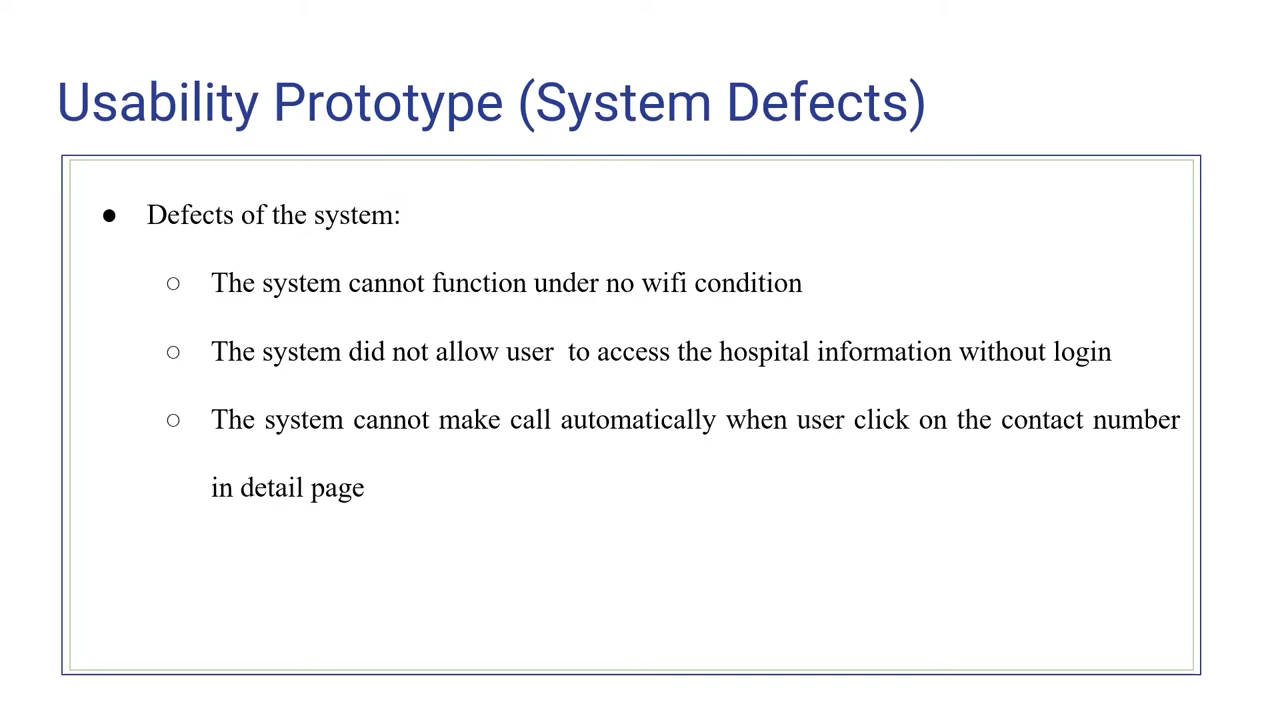 Usability Prototype (System Defects)
● Defects of the system:
○ The system cannot function under no wifi condition
○ The system did not allow user  to access the hospital information without login
○ The system cannot make call automatically when user click on the contact number
in detail page